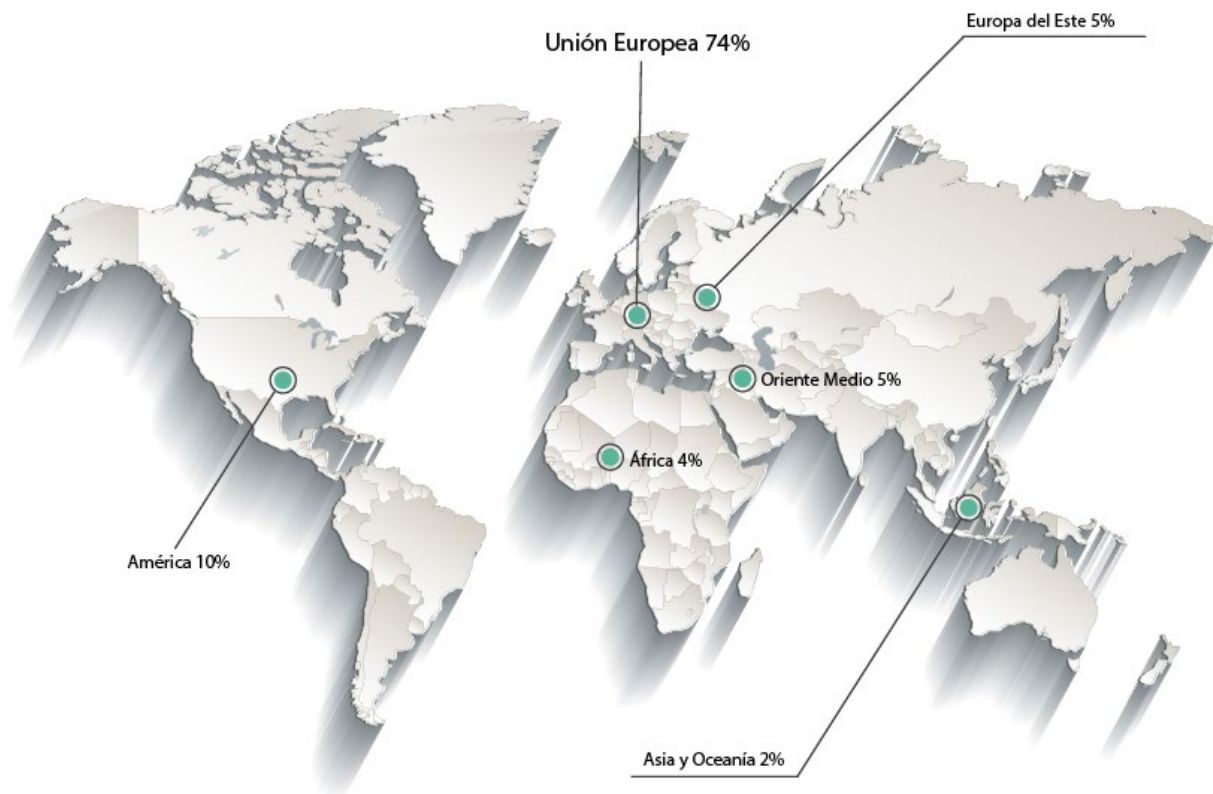 Europa del Este 5%
Unión Europea 74%
Oriente Medio 5%
África 4%
América 10%
Asia y Oceanía 2%